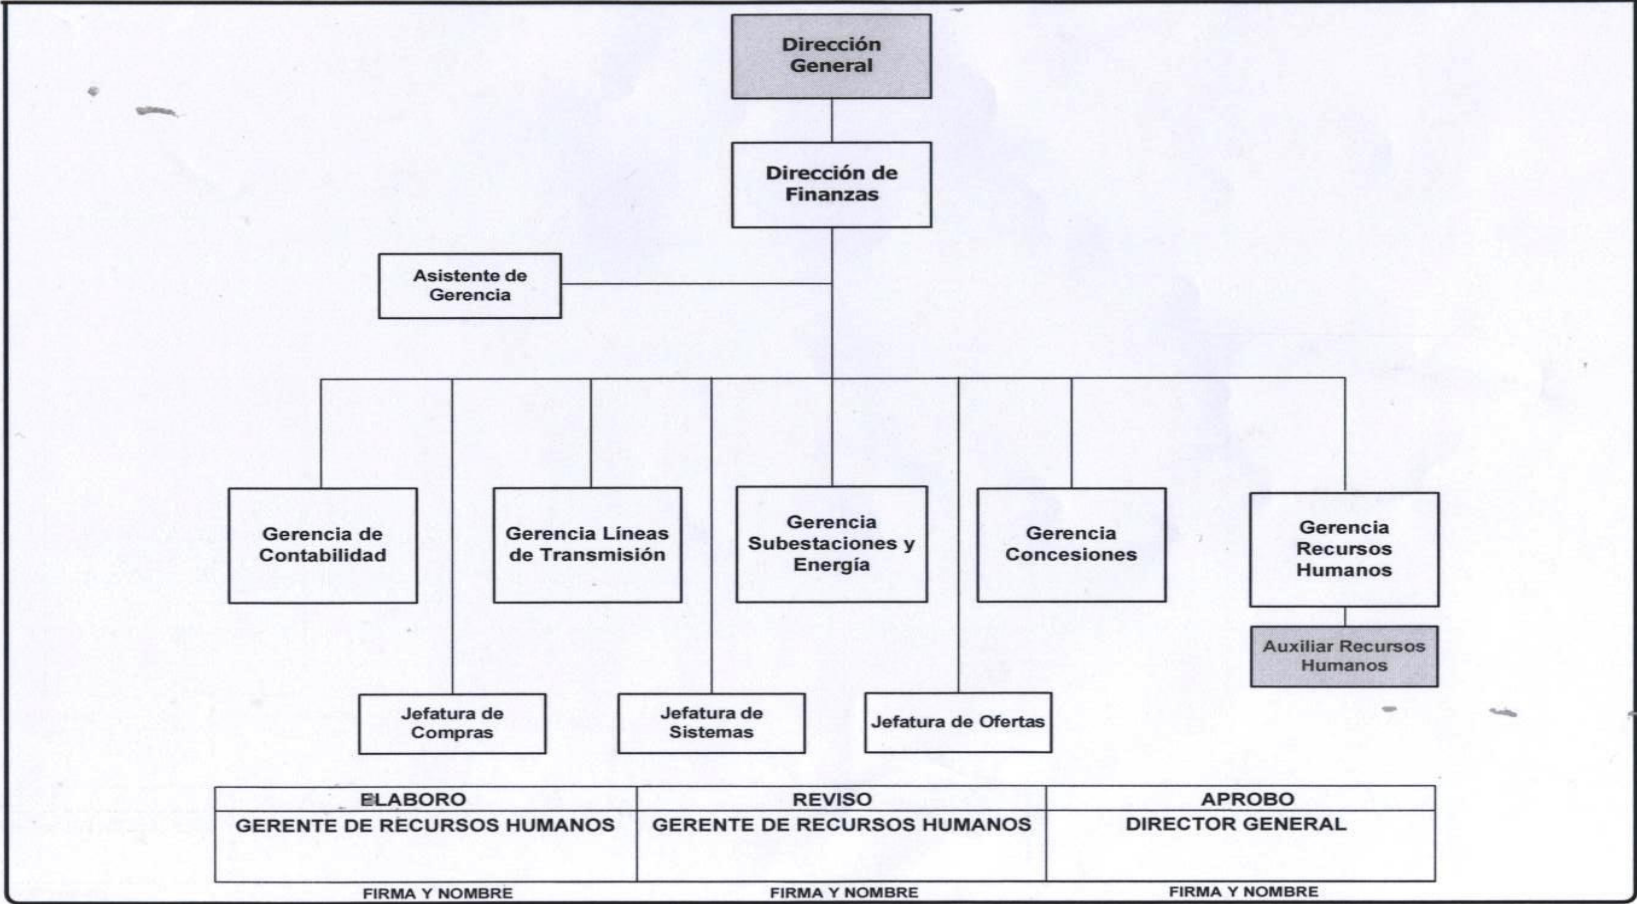 Dirección
General
Dirección de
Finanzas
Asistente de
Gerencia
Gerencia de
Contabilidad
Gerencia Líneas
de Transmisión
Gerencia
Subestaciones y
Energía
Gerencia
Concesiones
Gerencia
Recursos
Humanos
Auxiliar Recursos
Humanos
Jefatura de
Compras
Jefatura de
Sistemas
Jefatura de Ofertas
ELABORO
REVISO
APROBO
GERENTE DE RECURSOS HUMANOS
GERENTE DE RECURSOS HUMANOS
DIRECTOR GENERAL
FIRMA Y NOMBRE
FIRMA Y NOMBRE
FIRMA Y NOMBRE